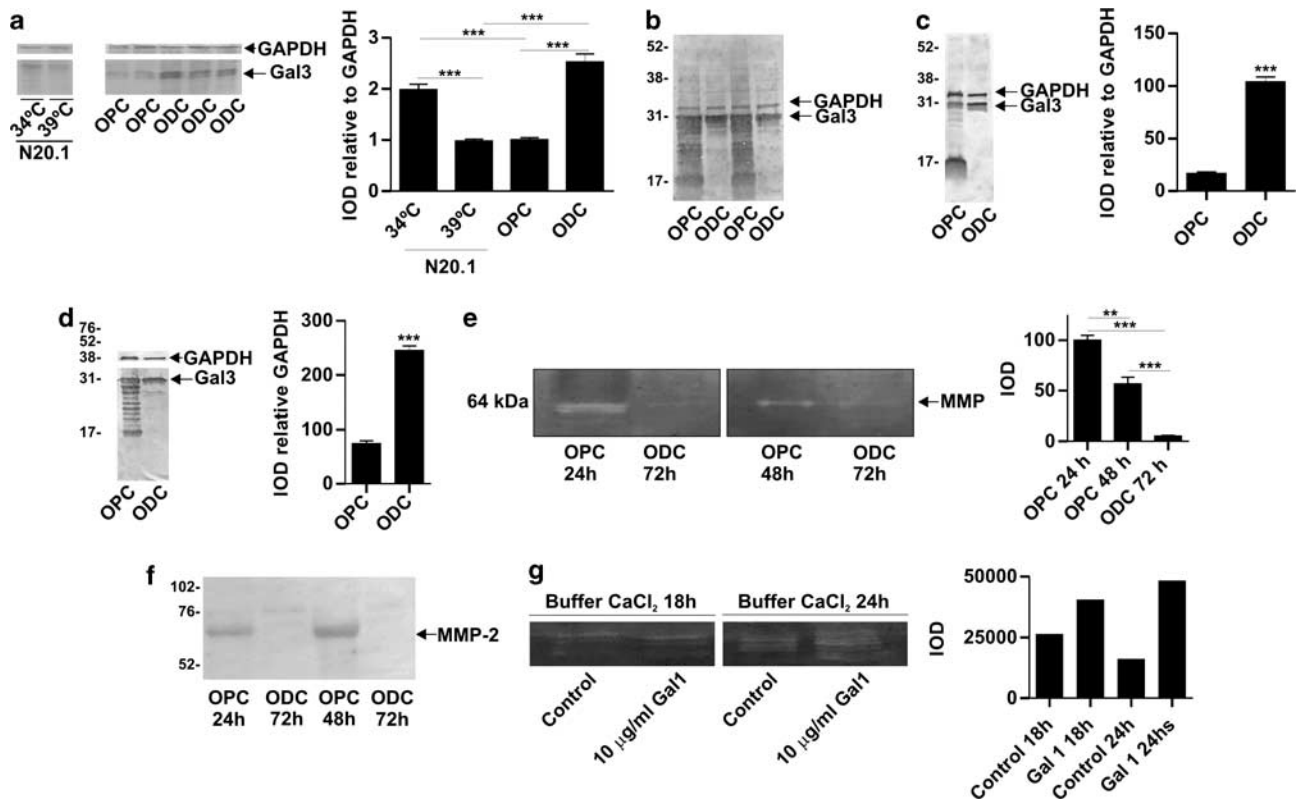 a
GAPDH
Gal3
34ºC
39ºC
N20.1
OPC
OPC
ODC
ODC
ODC
IOD relative to GAPDH
3
2
1
0
***
***
***
***
34ºC
39ºC
OPC
ODC
N20.1
b
52-
38-
31-
17-
GAPDH
Gal3
OPC
ODC
OPC
ODC
c
52-
38-
31-
17-
GAPDH
Gal3
OPC
ODC
IOD relative to GAPDH
150
100
50
0
***
OPC
ODC
d
76-
52-
38-
31-
17-
GAPDH
Gal3
OPC
ODC
IOD relative GAPDH
300
200
100
0
***
OPC
ODC
e
64 kDa
MMP
OPC
24h
ODC
72h
OPC
48h
ODC
72h
IOD
100
50
0
**
***
***
OPC 24 h
OPC 48 h
ODC 72 h
f
102-
76-
52-
MMP-2
OPC
24h
ODC
72h
OPC
48h
ODC
72h
g
Buffer CaCl₂ 18h
Buffer CaCl₂ 24h
Control
10 µg/ml Gal1
Control
10 µg/ml Gal1
IOD
50000
25000
0
Control 18h
Gal 1 18h
Control 24h
Gal 1 24hs